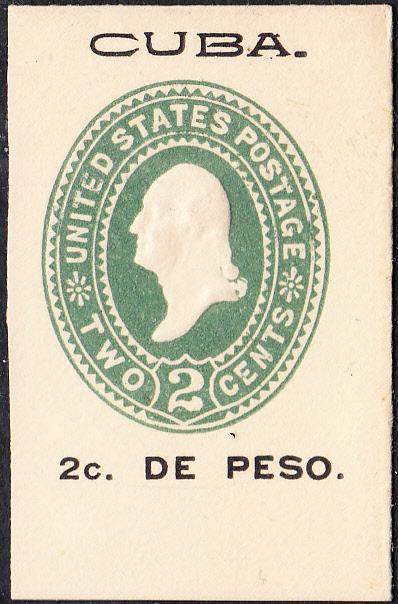 CUBA.
UNITED STATES POSTAGE
TWO 2 CENTS
2c. DE PESO.